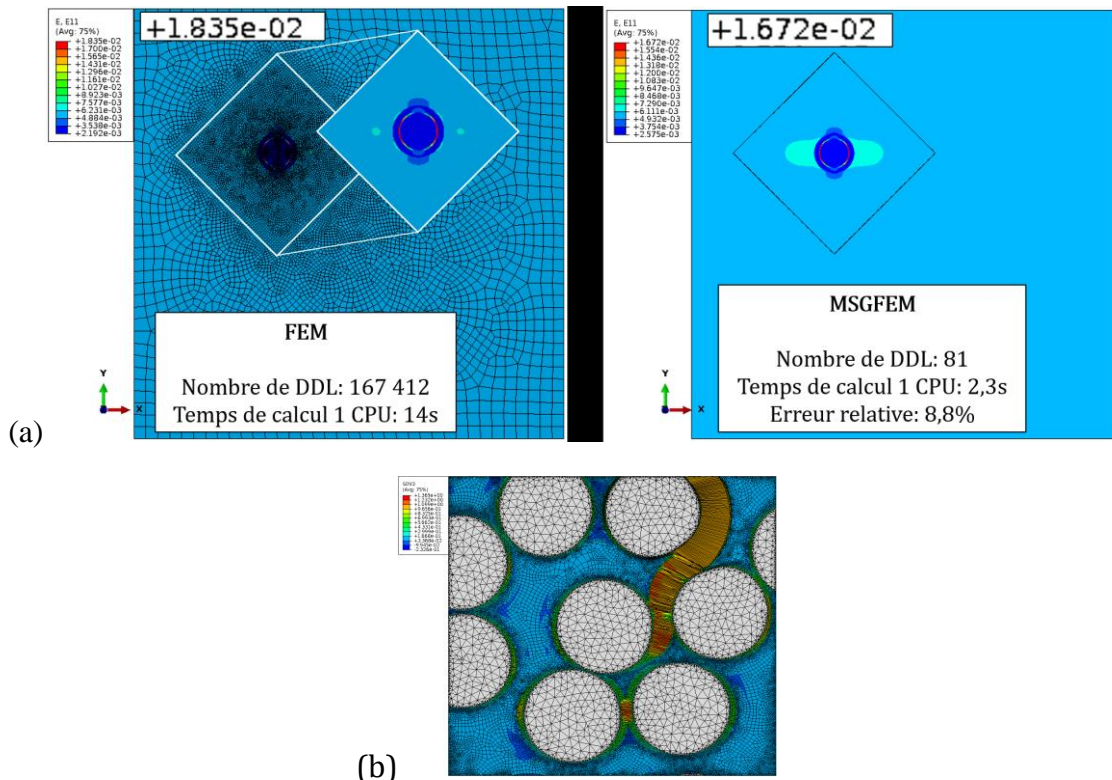 E, E11
(Avg: 75%)
+1.835e-02
+1.700e-02
+1.565e-02
+1.431e-02
+1.296e-02
+1.161e-02
+1.027e-02
+8.923e-03
+7.577e-03
+6.231e-03
+4.884e-03
+3.538e-03
+2.192e-03
+1.835e-02
FEM
Nombre de DDL: 167 412
Temps de calcul 1 CPU: 14s
Y
X
E, E11
(Avg: 75%)
+1.672e-02
+1.554e-02
+1.436e-02
+1.318e-02
+1.200e-02
+1.083e-02
+9.647e-03
+8.468e-03
+7.290e-03
+6.111e-03
+4.932e-03
+3.754e-03
+2.575e-03
+1.672e-02
MSGFEM
Nombre de DDL: 81
Temps de calcul 1 CPU: 2,3s
Erreur relative: 8,8%
Y
X
(a)
(Avg: 75%)
(b)